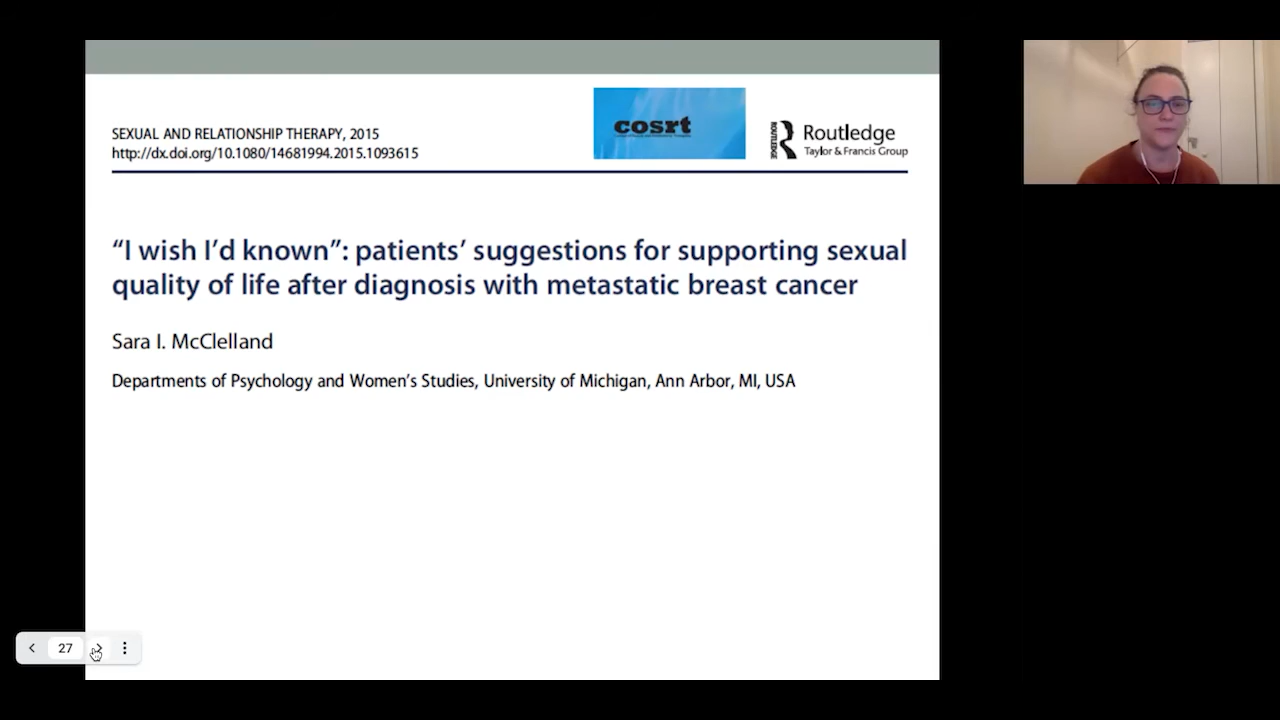 SEXUAL AND RELATIONSHIP THERAPY, 2015
http://dx.doi.org/10.1080/14681994.2015.1093615
cosrt
ROUTLEDGE
Routledge
Taylor & Francis Group
“I wish I’d known”: patients’ suggestions for supporting sexual
quality of life after diagnosis with metastatic breast cancer
Sara I. McClelland
Departments of Psychology and Women’s Studies, University of Michigan, Ann Arbor, MI, USA
27